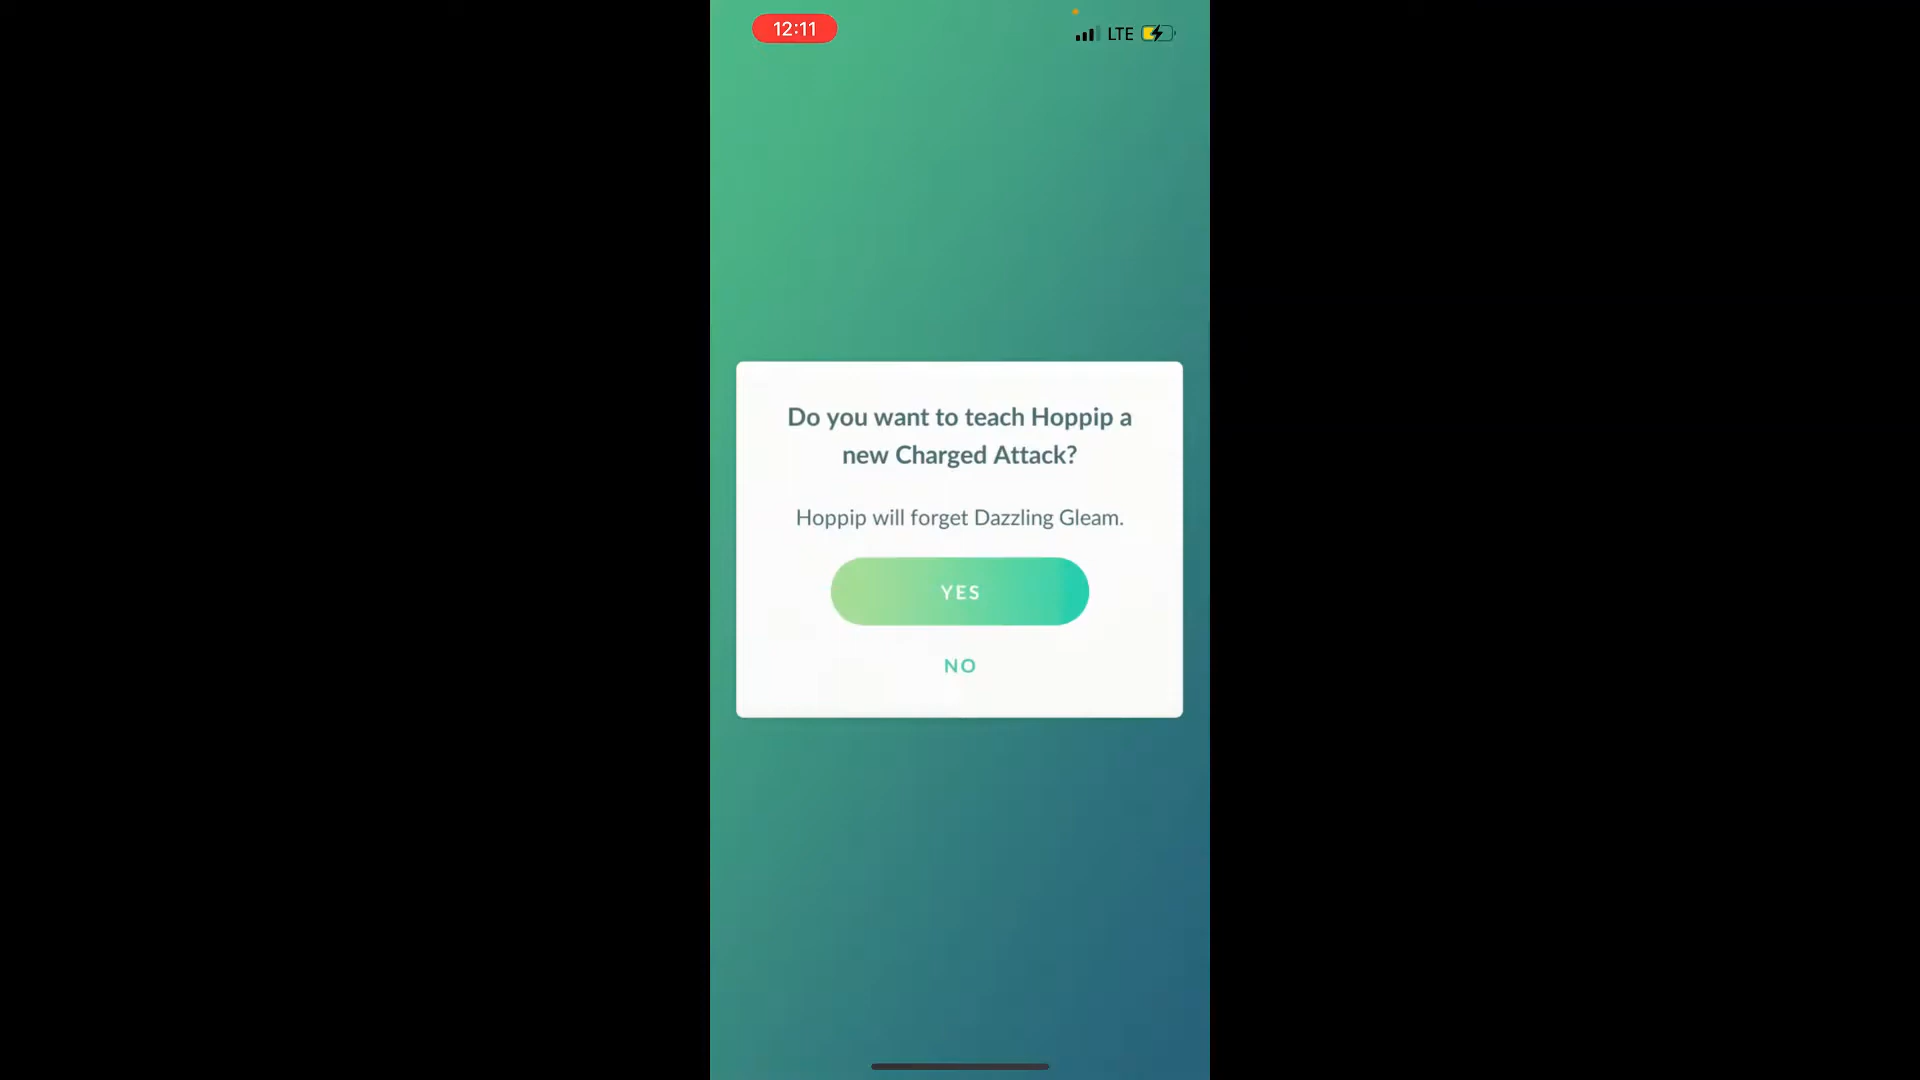 12:11
LTE
Do you want to teach Hoppip a
new Charged Attack?
Hoppip will forget Dazzling Gleam.
YES
NO